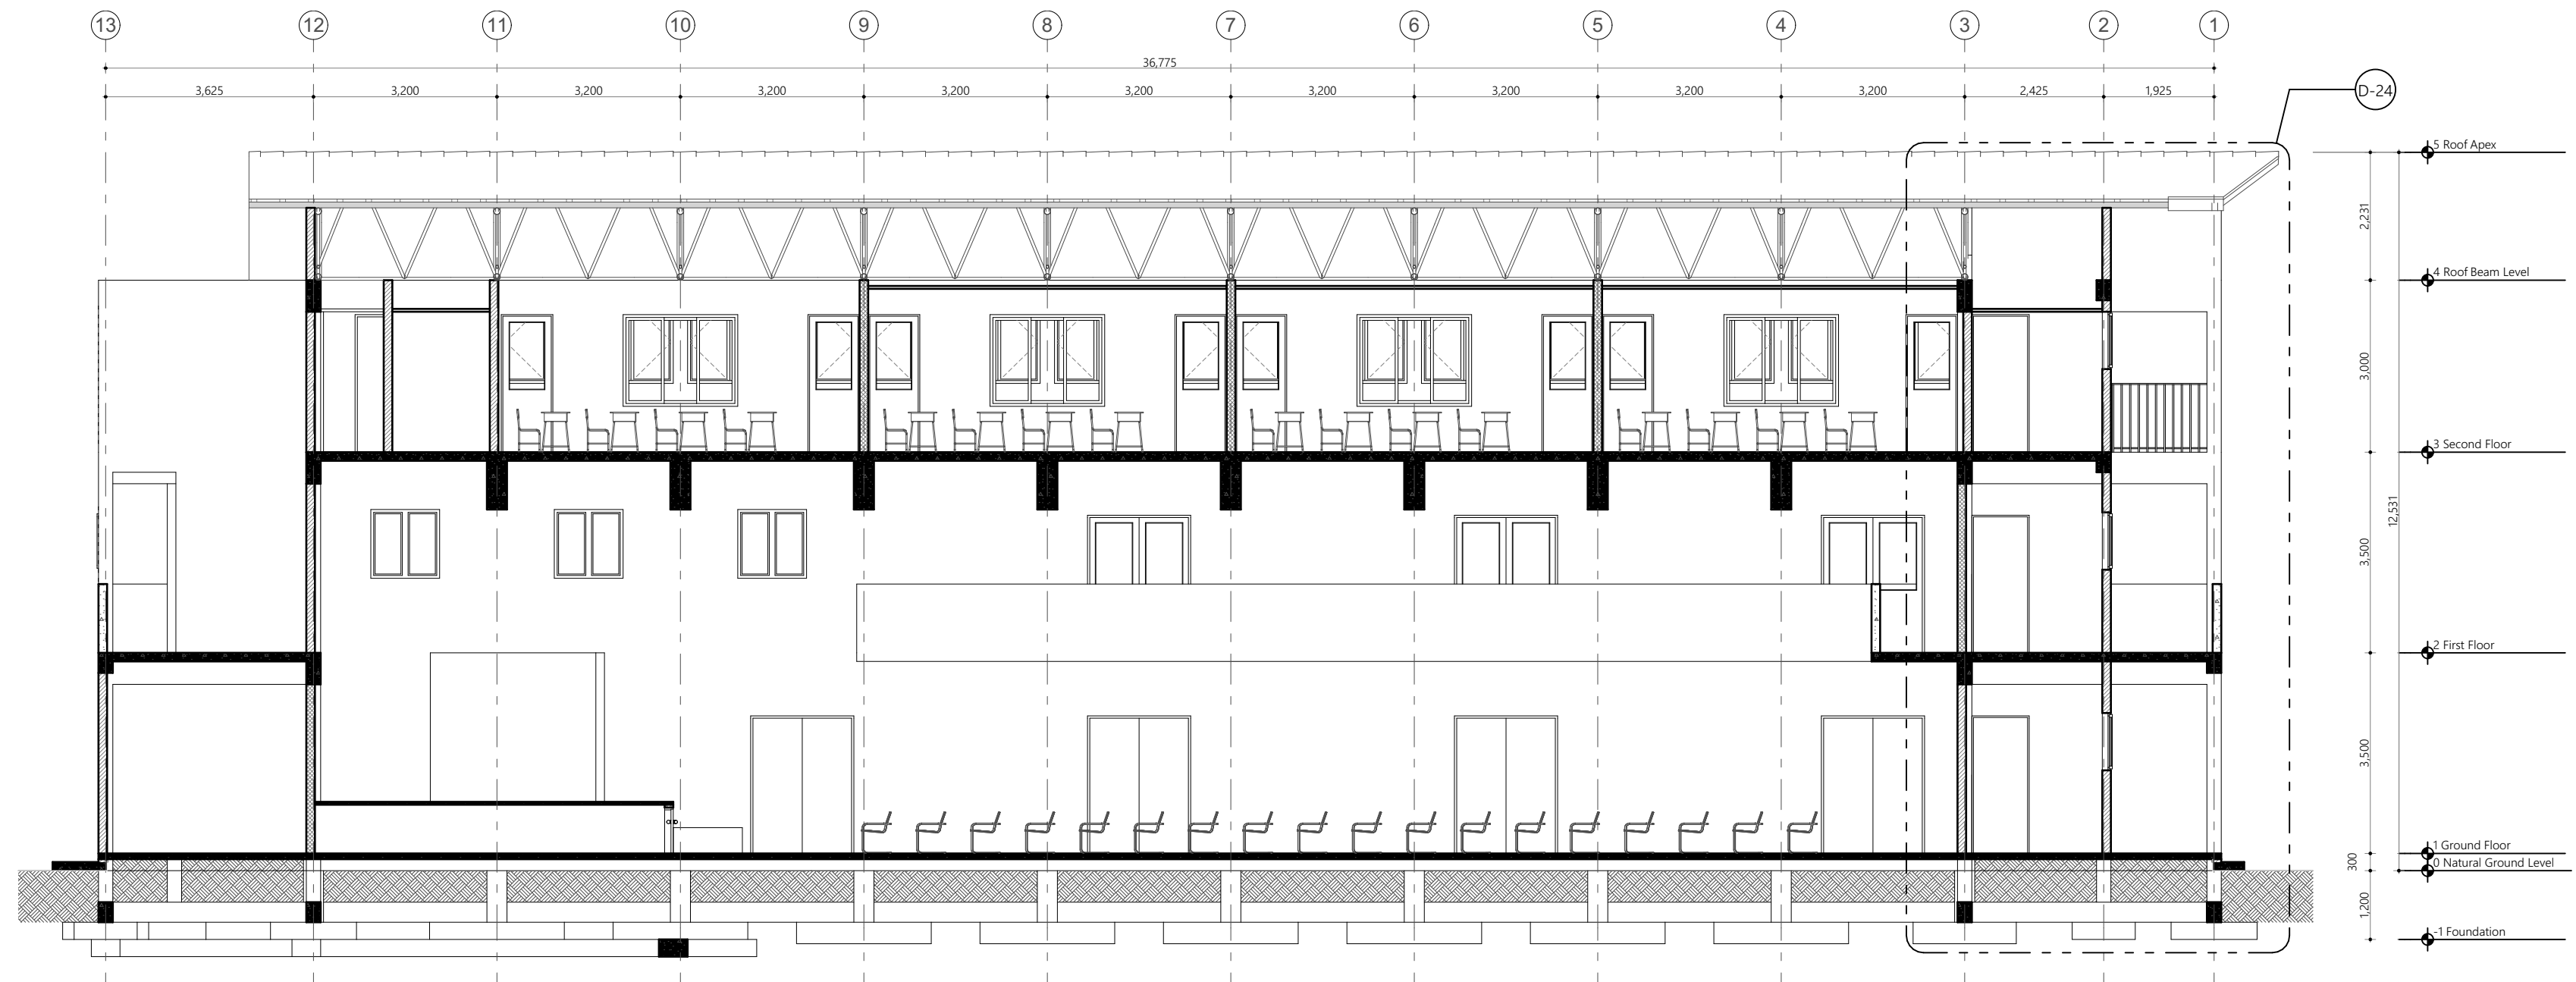 13 12 11 10 9 8 7 6 5 4 3 2 1
36,775
3,625 3,200 3,200 3,200 3,200 3,200 3,200 3,200 3,200 3,200 2,425 1,925
D-24
5 Roof Apex
2,231
4 Roof Beam Level
3,000
3 Second Floor
12,531
3,500
2 First Floor
3,500
1 Ground Floor
300
0 Natural Ground Level
1,200
-1 Foundation